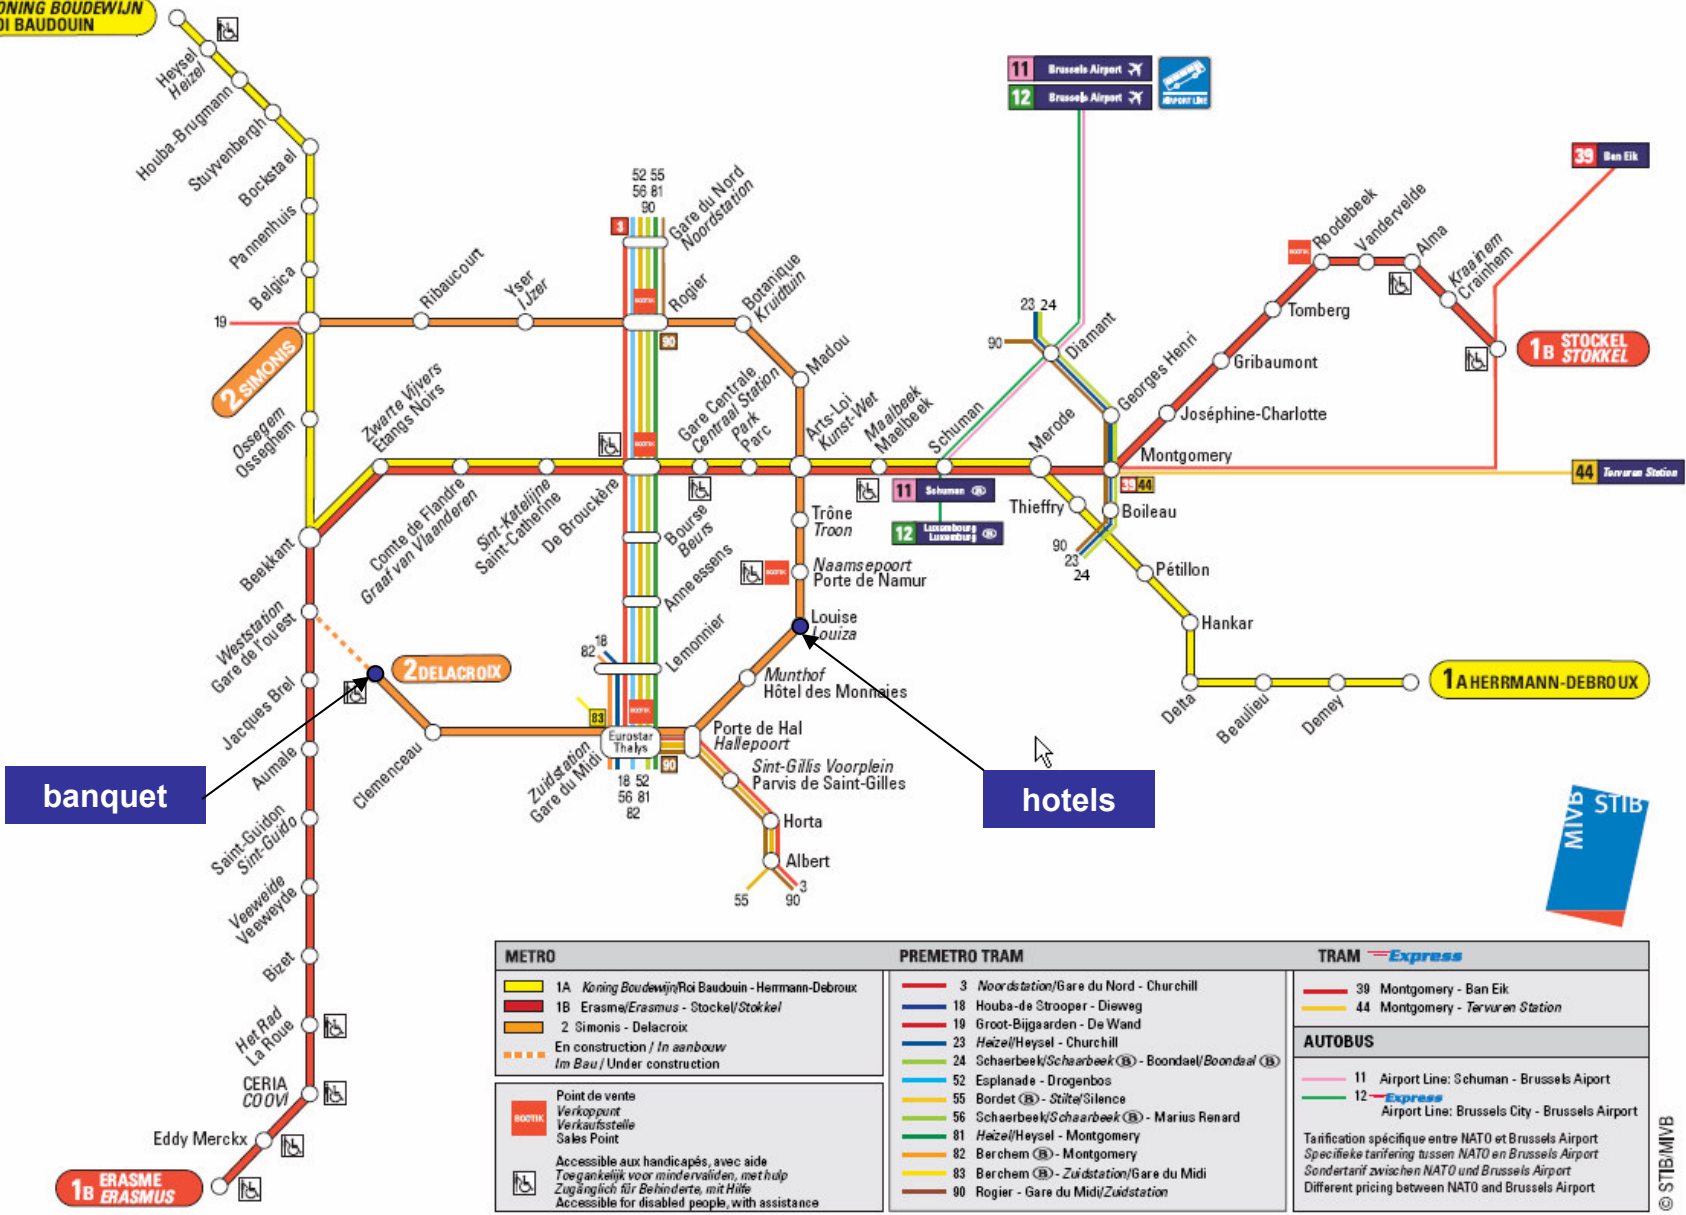 ONING BOUDEWIJN
OI BAUDOUIN
Heysel
Heizel
Houba-Brugmann
Stuyvenbergh
Bockstael
Pannenhuis
Belgica
19
2 SIMONIS
Ossegem
Osseghem
Beekkant
Weststation
Gare de l'ouest
Jacques Brel
Aumale
Saint-Guidon
Sint-Guido
Veeweide
Veeweyde
Bizet
Het Rad
La Roue
CERIA
COOVI
Eddy Merckx
1B ERASME
ERASMUS
Ribaucourt
Yser
IJzer
52 55
56 81
90
3
Gare du Nord
Noordstation
BOOTIK
Rogier
90
Botanique
Kruidtuin
Madou
Zwarte Vijvers
Etangs Noirs
Comte de Flandre
Graaf van Vlaanderen
Sint-Katelijne
Saint-Catherine
De Brouckère
BOOTIK
Gare Centrale
Centraal Station
Park
Parc
Arts-Loi
Kunst-Wet
Maalbeek
Maelbeek
Schuman
Merode
Montgomery
11 Schuman B
12 Luxembourg
Luxemburg B
11 Brussels Airport
12 Brussels Airport
AIRPORT LINE
23 24
90
Diamant
Georges Henri
Joséphine-Charlotte
Gribaumont
Tomberg
BOOTIK
Roodebeek
Vandervelde
Alma
Kraainem
Crainhem
1B STOCKEL
STOKKEL
39 Ban Eik
39 44
44 Tervuren Station
Thieffry
Boileau
90
23
24
Pétillon
Hankar
Delta
Beaulieu
Demey
1A HERRMANN-DEBROUX
Trône
Troon
BOOTIK
Naamsepoort
Porte de Namur
Louise
Louiza
Munthof
Hôtel des Monnaies
Bourse
Beurs
Anneessens
Lemonnier
18
82
83
BOOTIK
Eurostar
Thalys
90
18 52
56 81
82
Zuidstation
Gare du Midi
Clemenceau
2 DELACROIX
Porte de Hal
Hallepoort
Sint-Gillis Voorplein
Parvis de Saint-Gilles
Horta
Albert
55
3
90
banquet
hotels
MIVB STIB
METRO
1A Koning Boudewijn/Roi Baudouin - Herrmann-Debroux
1B Erasme/Erasmus - Stockel/Stokkel
2 Simonis - Delacroix
En construction / In aanbouw
Im Bau / Under construction
BOOTIK
Point de vente
Verkooppunt
Verkaufsstelle
Sales Point
Accessible aux handicapés, avec aide
Toegankelijk voor mindervaliden, met hulp
Zugänglich für Behinderte, mit Hilfe
Accessible for disabled people, with assistance
PREMETRO TRAM
3 Noordstation/Gare du Nord - Churchill
18 Houba-de Strooper - Dieweg
19 Groot-Bijgaarden - De Wand
23 Heizel/Heysel - Churchill
24 Schaerbeek/Schaarbeek B - Boondael/Boondaal B
52 Esplanade - Drogenbos
55 Bordet B - Stilte/Silence
56 Schaerbeek/Schaarbeek B - Marius Renard
81 Heizel/Heysel - Montgomery
82 Berchem B - Montgomery
83 Berchem B - Zuidstation/Gare du Midi
90 Rogier - Gare du Midi/Zuidstation
TRAM Express
39 Montgomery - Ban Eik
44 Montgomery - Tervuren Station
AUTOBUS
11 Airport Line: Schuman - Brussels Aiport
12 Express
Airport Line: Brussels City - Brussels Airport
Tarification spécifique entre NATO et Brussels Airport
Specifieke tarifering tussen NATO en Brussels Airport
Sondertarif zwischen NATO und Brussels Airport
Different pricing between NATO and Brussels Airport
© STIB/MIVB